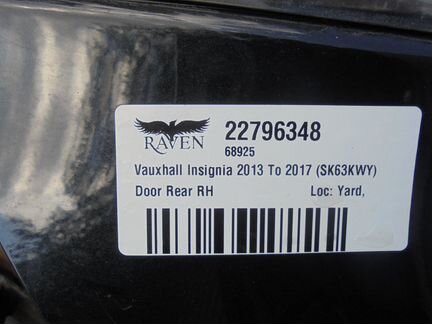 RAVEN
22796348
68925
Vauxhall Insignia 2013 To 2017 (SK63KWY)
Door Rear RH Loc: Yard,